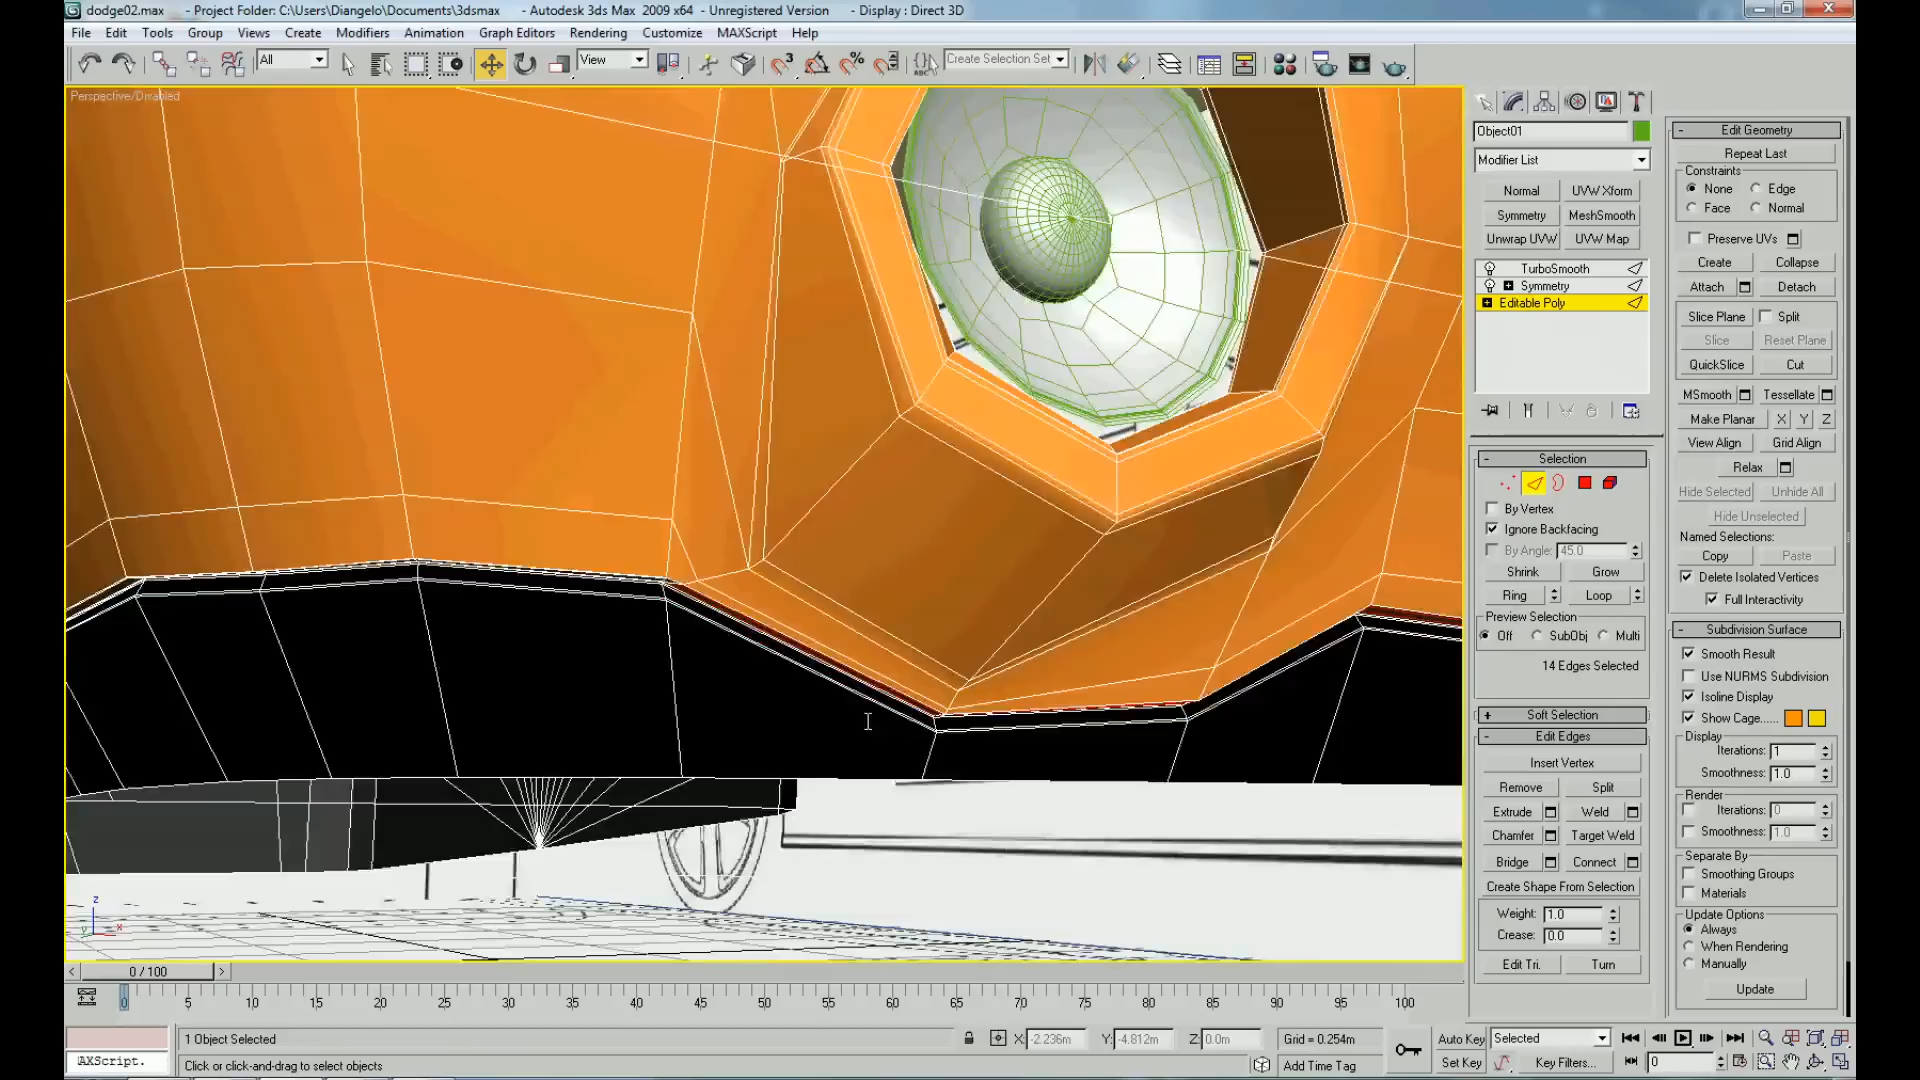 dodge02.max - Project Folder: C:\Users\Diangelo\Documents\3dsmax - Autodesk 3ds Max 2009 x64 - Unregistered Version - Display : Direct 3D
File Edit Tools Group Views Create Modifiers Animation Graph Editors Rendering Customize MAXScript Help
All View Create Selection Set
Perspective/Disabled
Object01
Modifier List
Normal UVW Xform
Symmetry MeshSmooth
Unwrap UVW UVW Map
TurboSmooth
Symmetry
Editable Poly
- Selection
By Vertex
Ignore Backfacing
By Angle: 45.0
Shrink Grow
Ring Loop
Preview Selection
Off SubObj Multi
14 Edges Selected
+ Soft Selection
- Edit Edges
Insert Vertex
Remove Split
Extrude Weld
Chamfer Target Weld
Bridge Connect
Create Shape From Selection
Weight: 1.0
Crease: 0.0
Edit Tri. Turn
- Edit Geometry
Repeat Last
Constraints
None Edge
Face Normal
Preserve UVs
Create Collapse
Attach Detach
Slice Plane Split
Slice Reset Plane
QuickSlice Cut
MSmooth Tessellate
Make Planar X Y Z
View Align Grid Align
Relax
Hide Selected Unhide All
Hide Unselected
Named Selections:
Copy Paste
Delete Isolated Vertices
Full Interactivity
- Subdivision Surface
Smooth Result
Use NURMS Subdivision
Isoline Display
Show Cage......
Display
Iterations: 1
Smoothness: 1.0
Render
Iterations: 0
Smoothness: 1.0
Separate By
Smoothing Groups
Materials
Update Options
Always
When Rendering
Manually
Update
z
y x
< 0 / 100 >
0 5 10 15 20 25 30 35 40 45 50 55 60 65 70 75 80 85 90 95 100
1 Object Selected X: -2.236m Y: -4.812m Z: 0.0m Grid = 0.254m Auto Key Selected
AXScript. Click or click-and-drag to select objects Add Time Tag Set Key Key Filters... 0